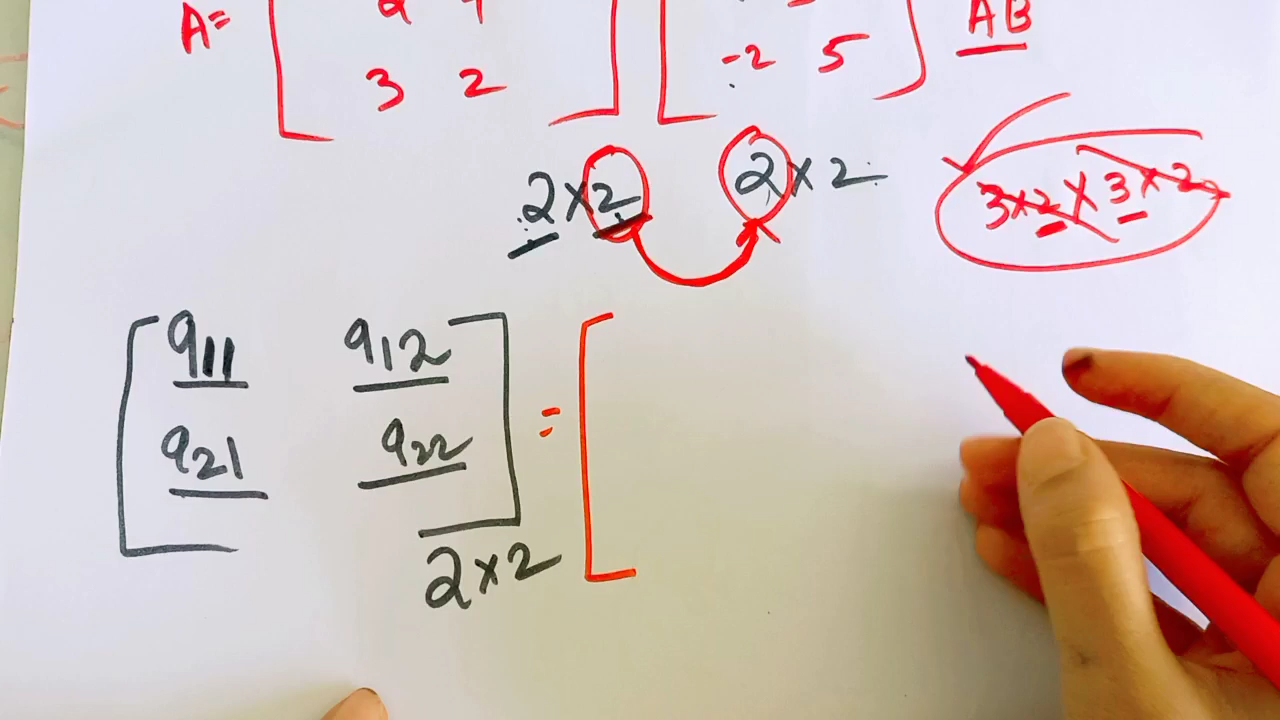 A=
AB
3 2
-2 5
2×2 2×2
3×2 × 3×2
a11 a12
a21 a22
=
2×2